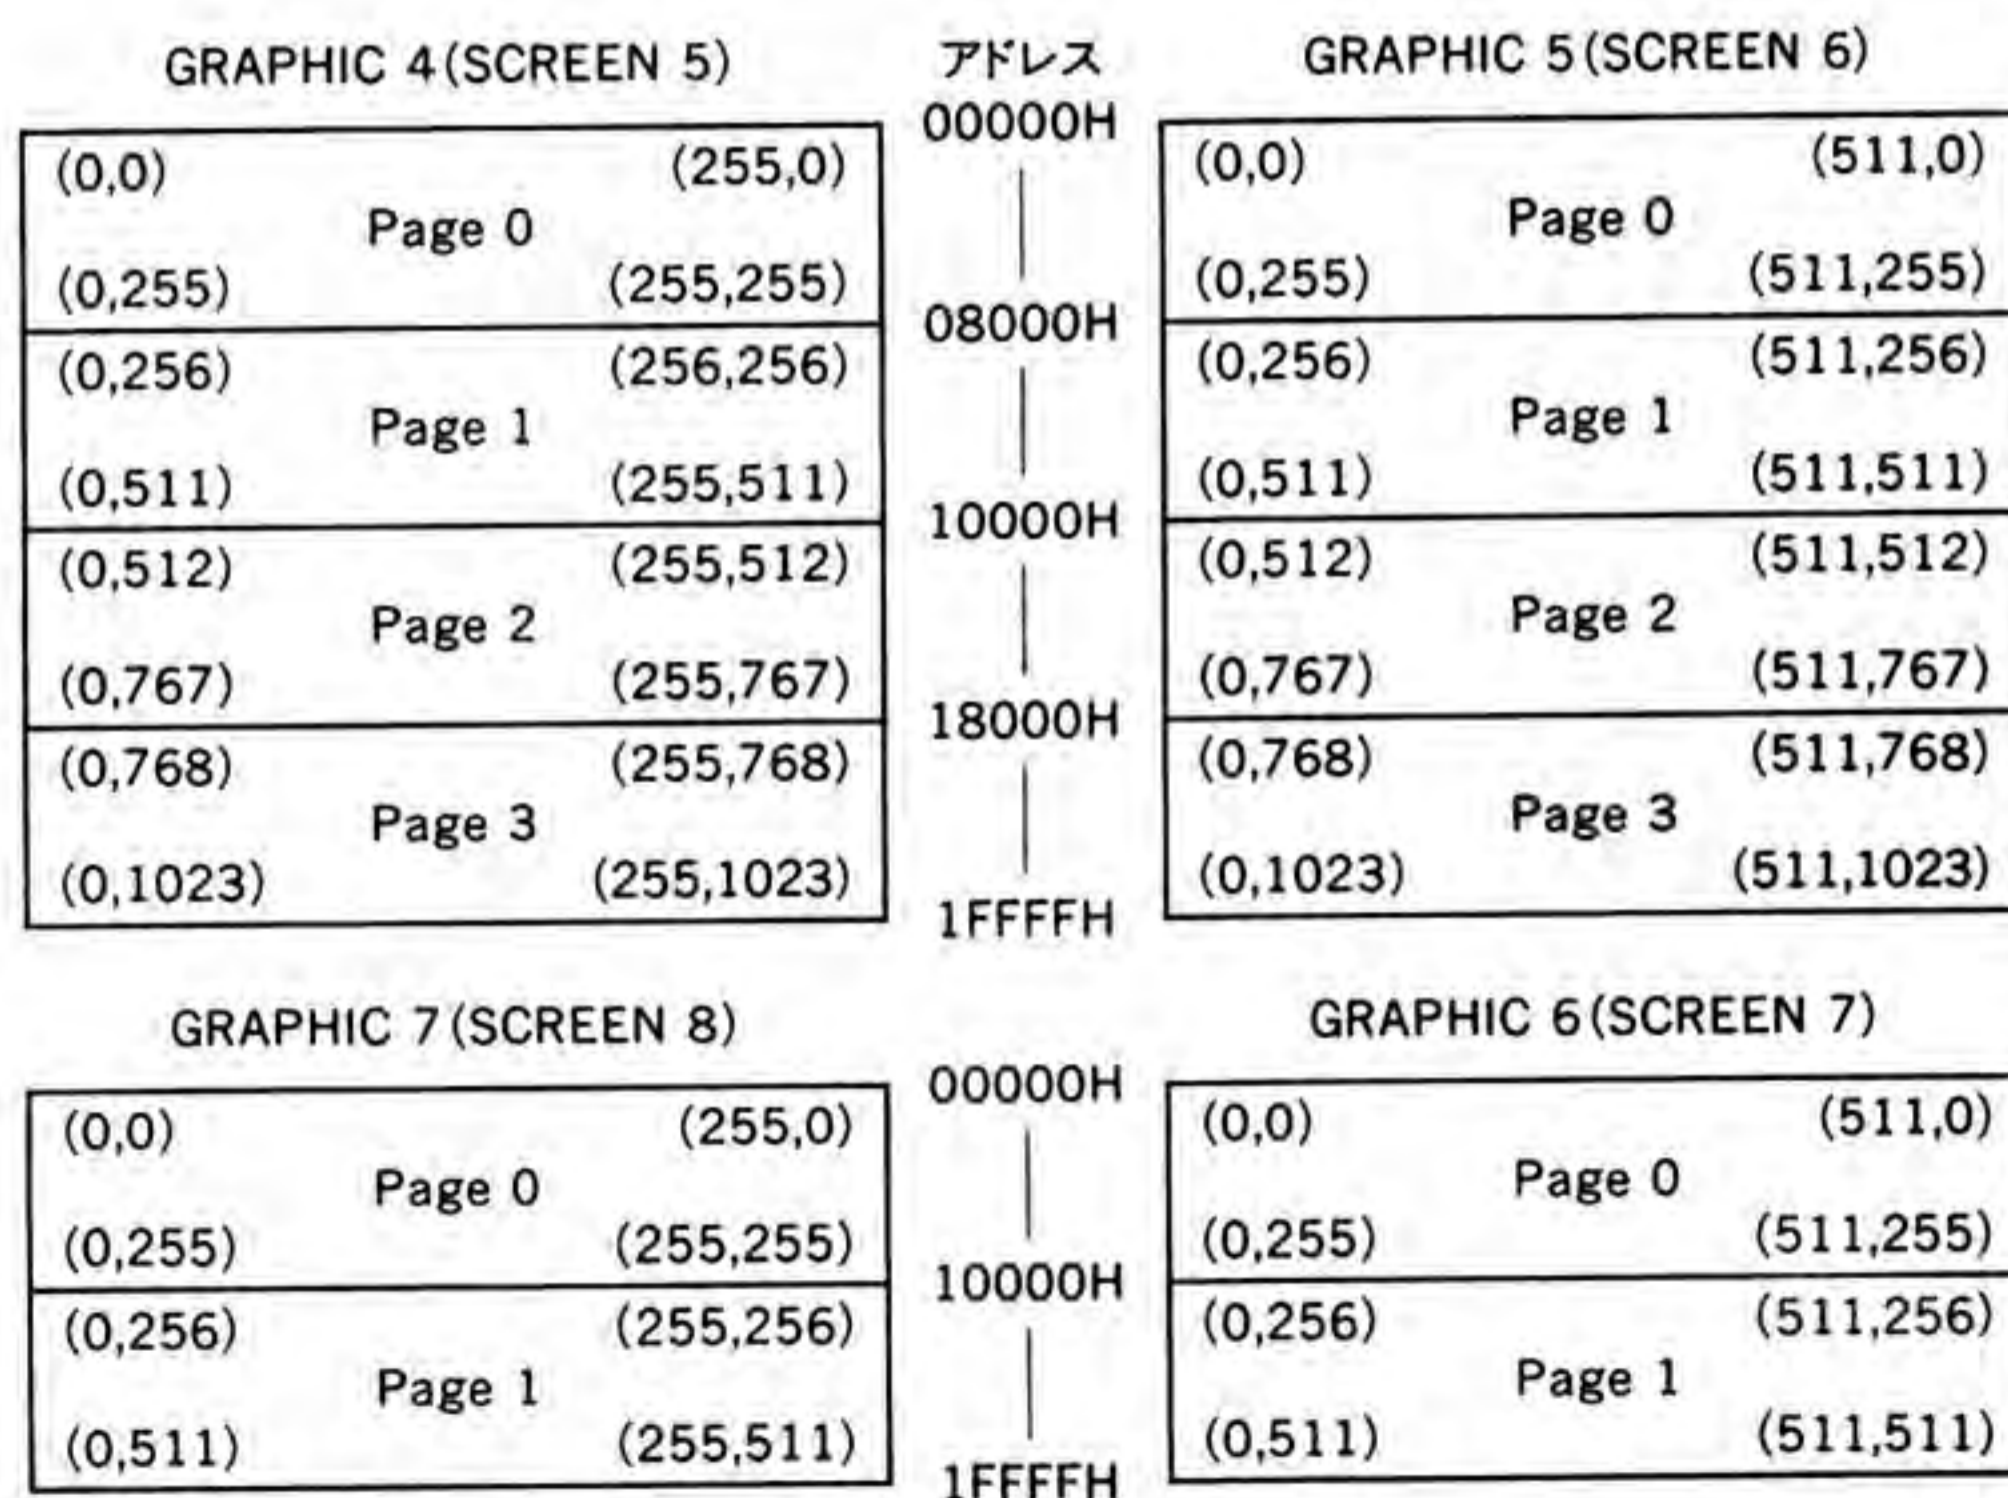 GRAPHIC 4(SCREEN 5) アドレス GRAPHIC 5(SCREEN 6)
00000H
(0,0) (255,0) (0,0) (511,0)
Page 0 Page 0
(0,255) (255,255) (0,255) (511,255)
08000H
(0,256) (256,256) (0,256) (511,256)
Page 1 Page 1
(0,511) (255,511) (0,511) (511,511)
10000H
(0,512) (255,512) (0,512) (511,512)
Page 2 Page 2
(0,767) (255,767) (0,767) (511,767)
18000H
(0,768) (255,768) (0,768) (511,768)
Page 3 Page 3
(0,1023) (255,1023) (0,1023) (511,1023)
1FFFFH
GRAPHIC 7(SCREEN 8) GRAPHIC 6(SCREEN 7)
00000H
(0,0) (255,0) (0,0) (511,0)
Page 0 Page 0
(0,255) (255,255) (0,255) (511,255)
10000H
(0,256) (255,256) (0,256) (511,256)
Page 1 Page 1
(0,511) (255,511) (0,511) (511,511)
1FFFFH